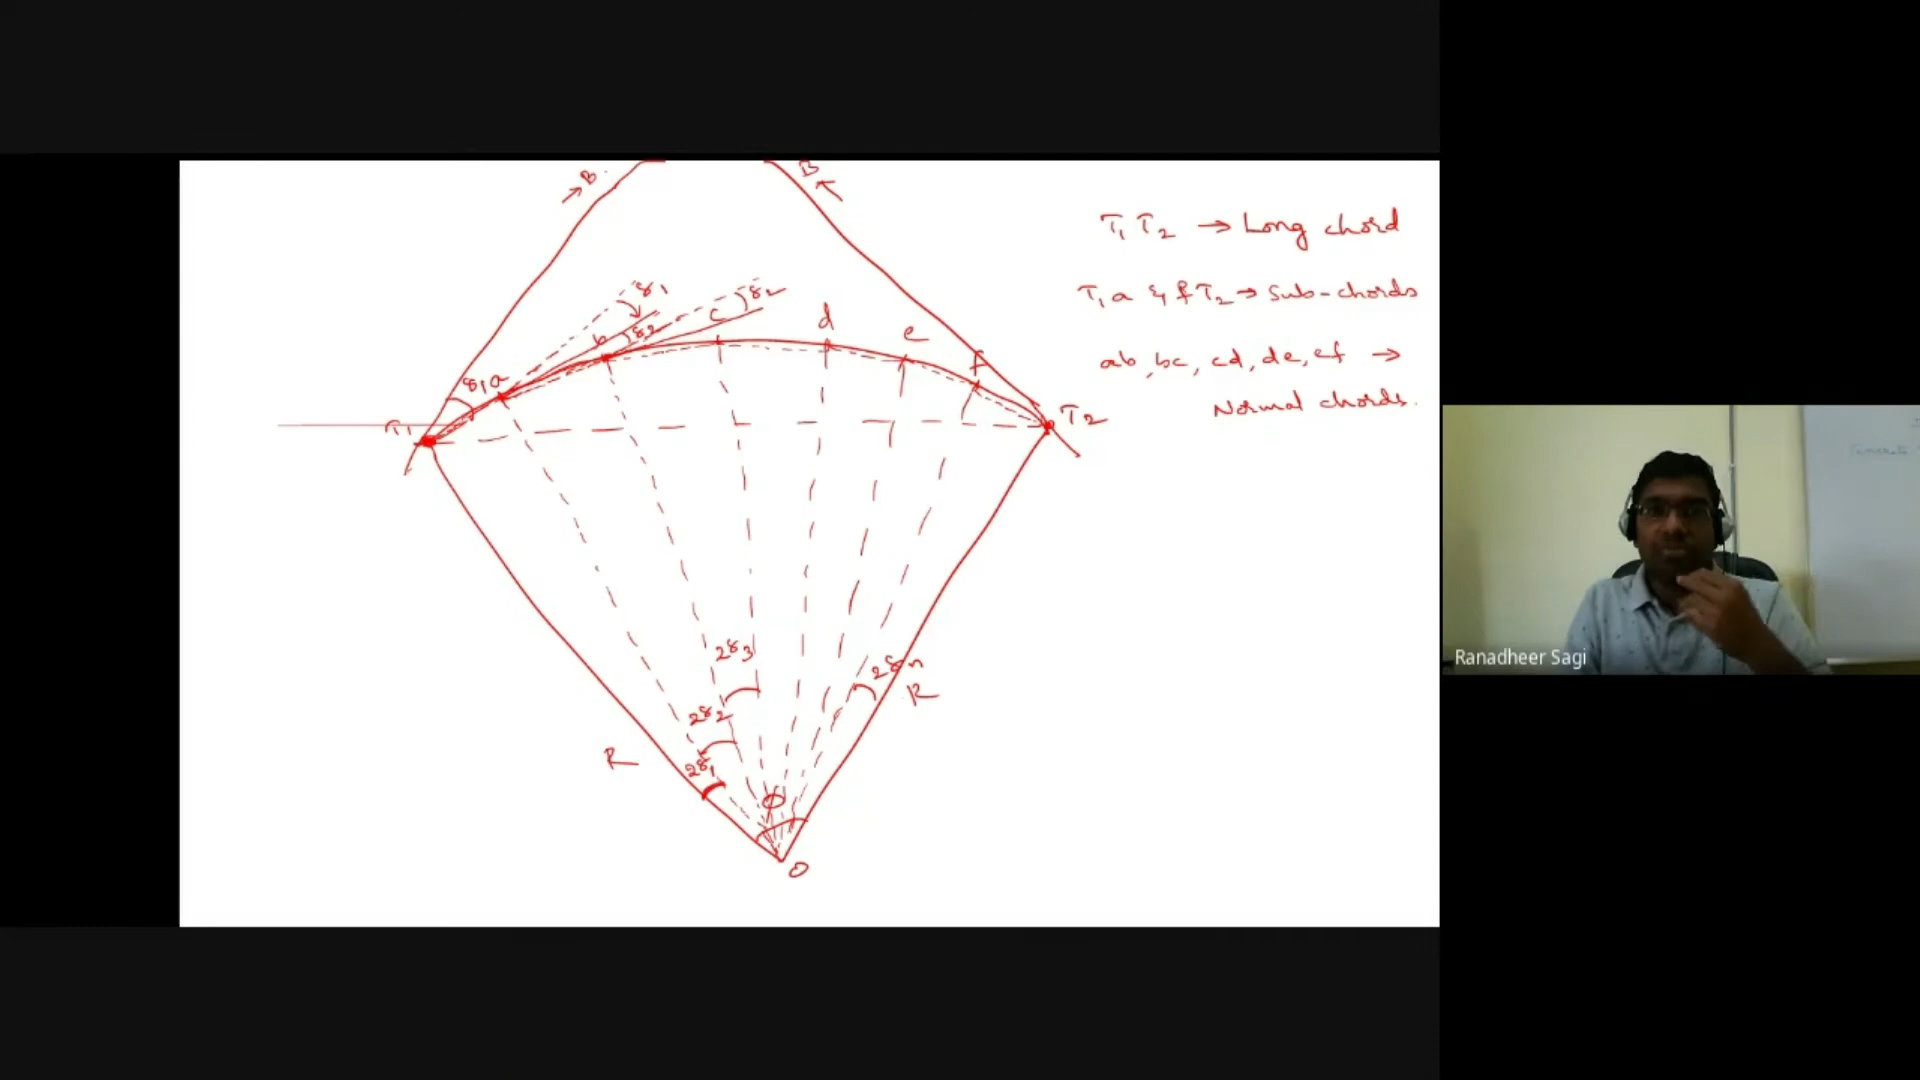 → B.
B ←
T₁ T₂ → Long chord
T₁ a & f T₂ → Sub-chords
ab, bc, cd, de, ef →
Normal chords.
δ₁
δ₂
b
δ₂
c
d
e
f
δ₁
a
T₁
T₂
2δ₃
2δn
R
2δ₂
2δ₁
R
φ
O
Ranadheer Sagi